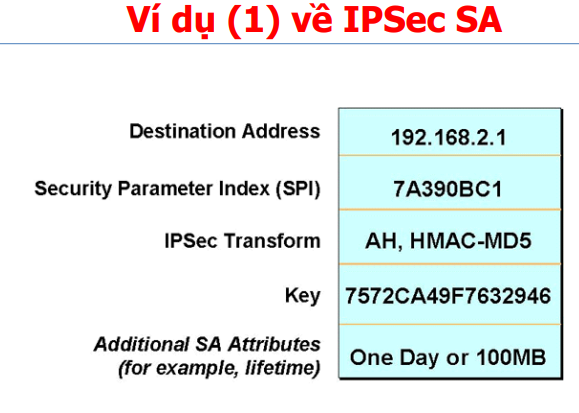 Ví dụ (1) về IPSec SA
Destination Address 192.168.2.1
Security Parameter Index (SPI) 7A390BC1
IPSec Transform AH, HMAC-MD5
Key 7572CA49F7632946
Additional SA Attributes
(for example, lifetime) One Day or 100MB